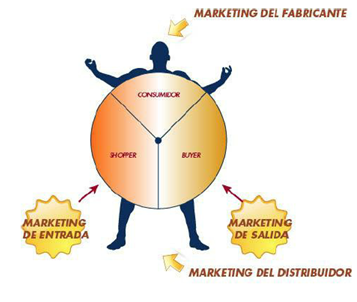 MARKETING DEL FABRICANTE
CONSUMIDOR
SHOPPER
BUYER
MARKETING
DE ENTRADA
MARKETING
DE SALIDA
MARKETING DEL DISTRIBUIDOR